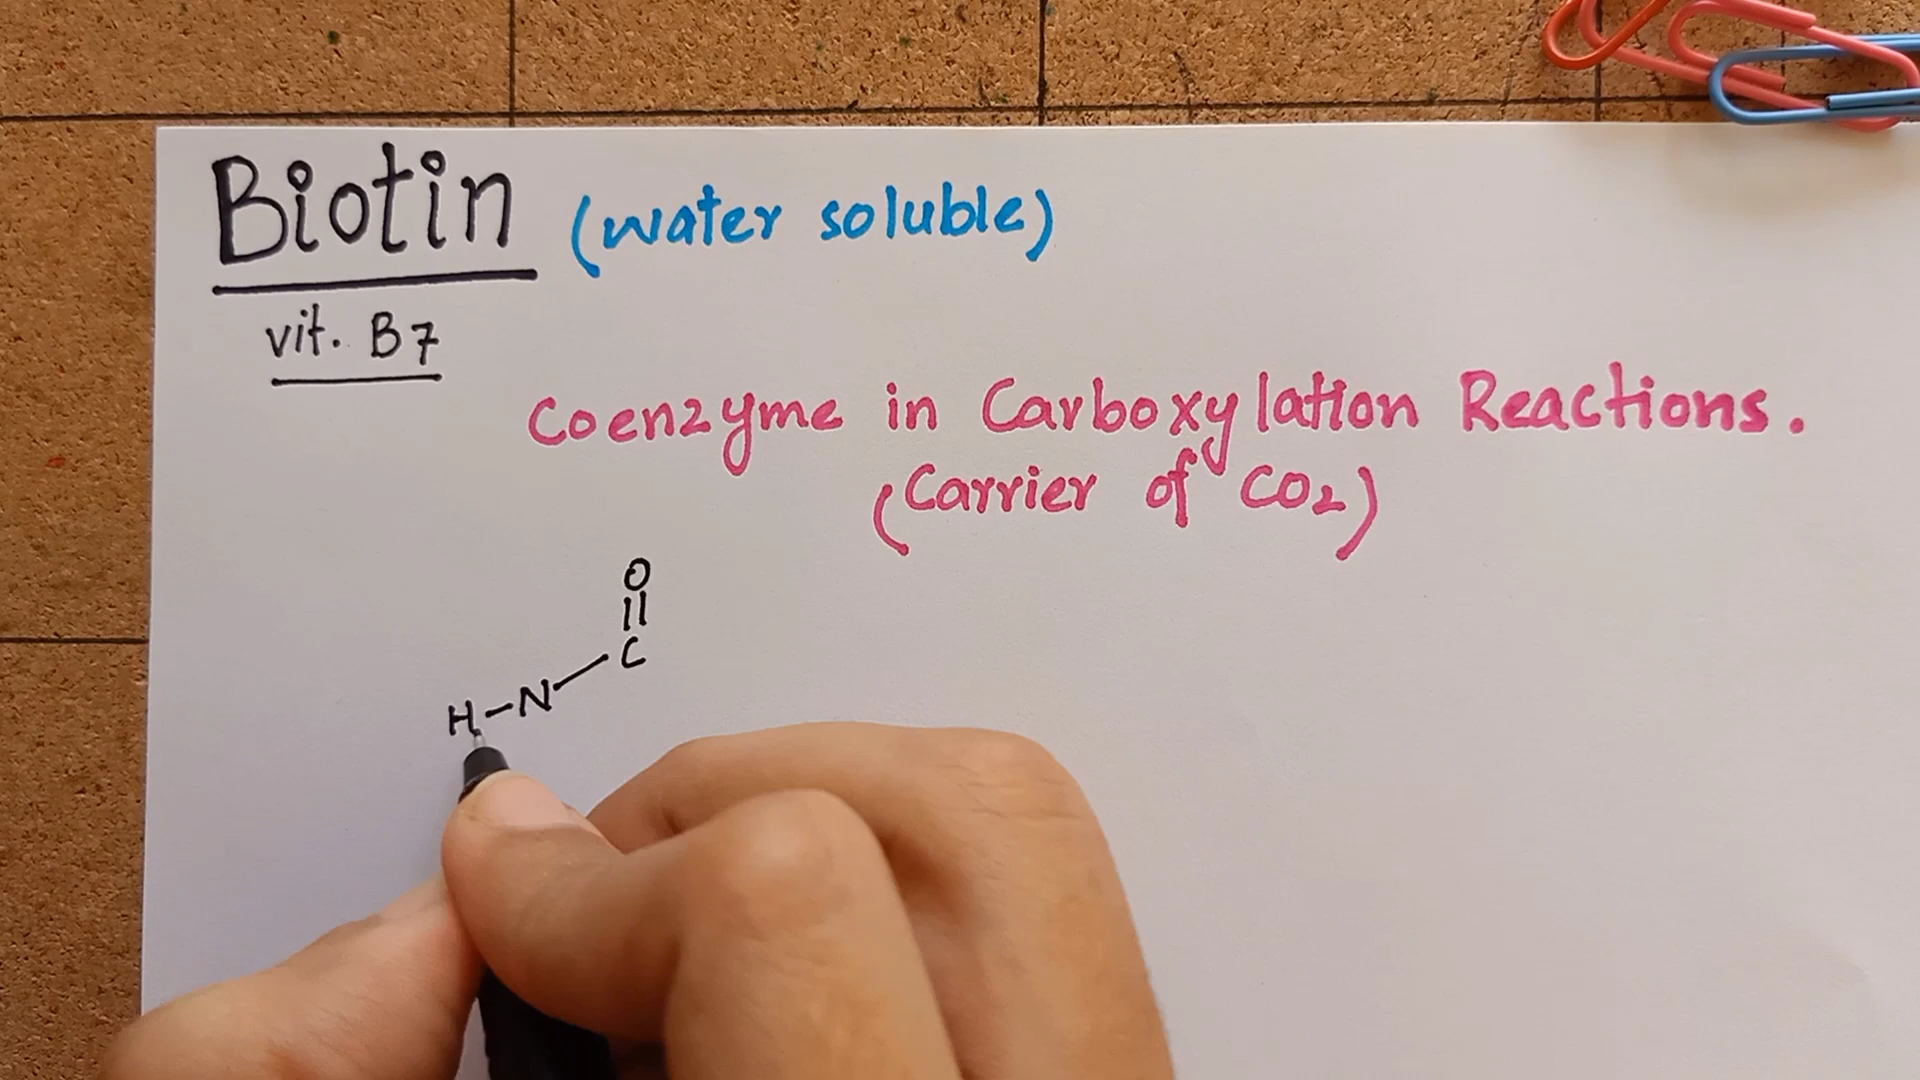 Biotin (water soluble)
vit. B7
Coenzyme in Carboxylation Reactions.
(Carrier of CO₂)
O
||
C
H-N